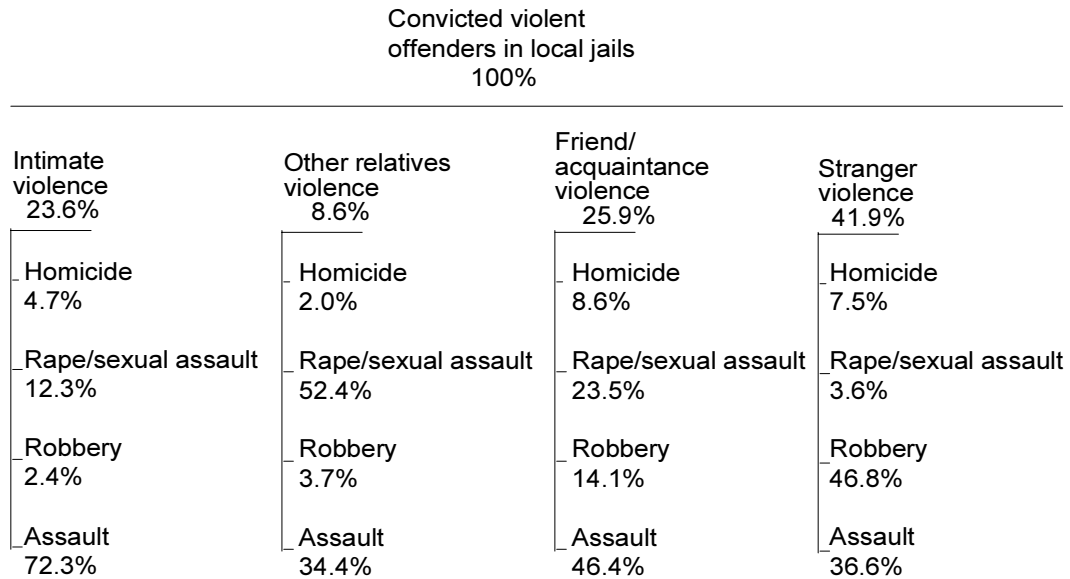 Convicted violent
offenders in local jails
100%
Intimate
violence
23.6%
Homicide
4.7%
Rape/sexual assault
12.3%
Robbery
2.4%
Assault
72.3%
Other relatives
violence
8.6%
Homicide
2.0%
Rape/sexual assault
52.4%
Robbery
3.7%
Assault
34.4%
Friend/
acquaintance
violence
25.9%
Homicide
8.6%
Rape/sexual assault
23.5%
Robbery
14.1%
Assault
46.4%
Stranger
violence
41.9%
Homicide
7.5%
Rape/sexual assault
3.6%
Robbery
46.8%
Assault
36.6%